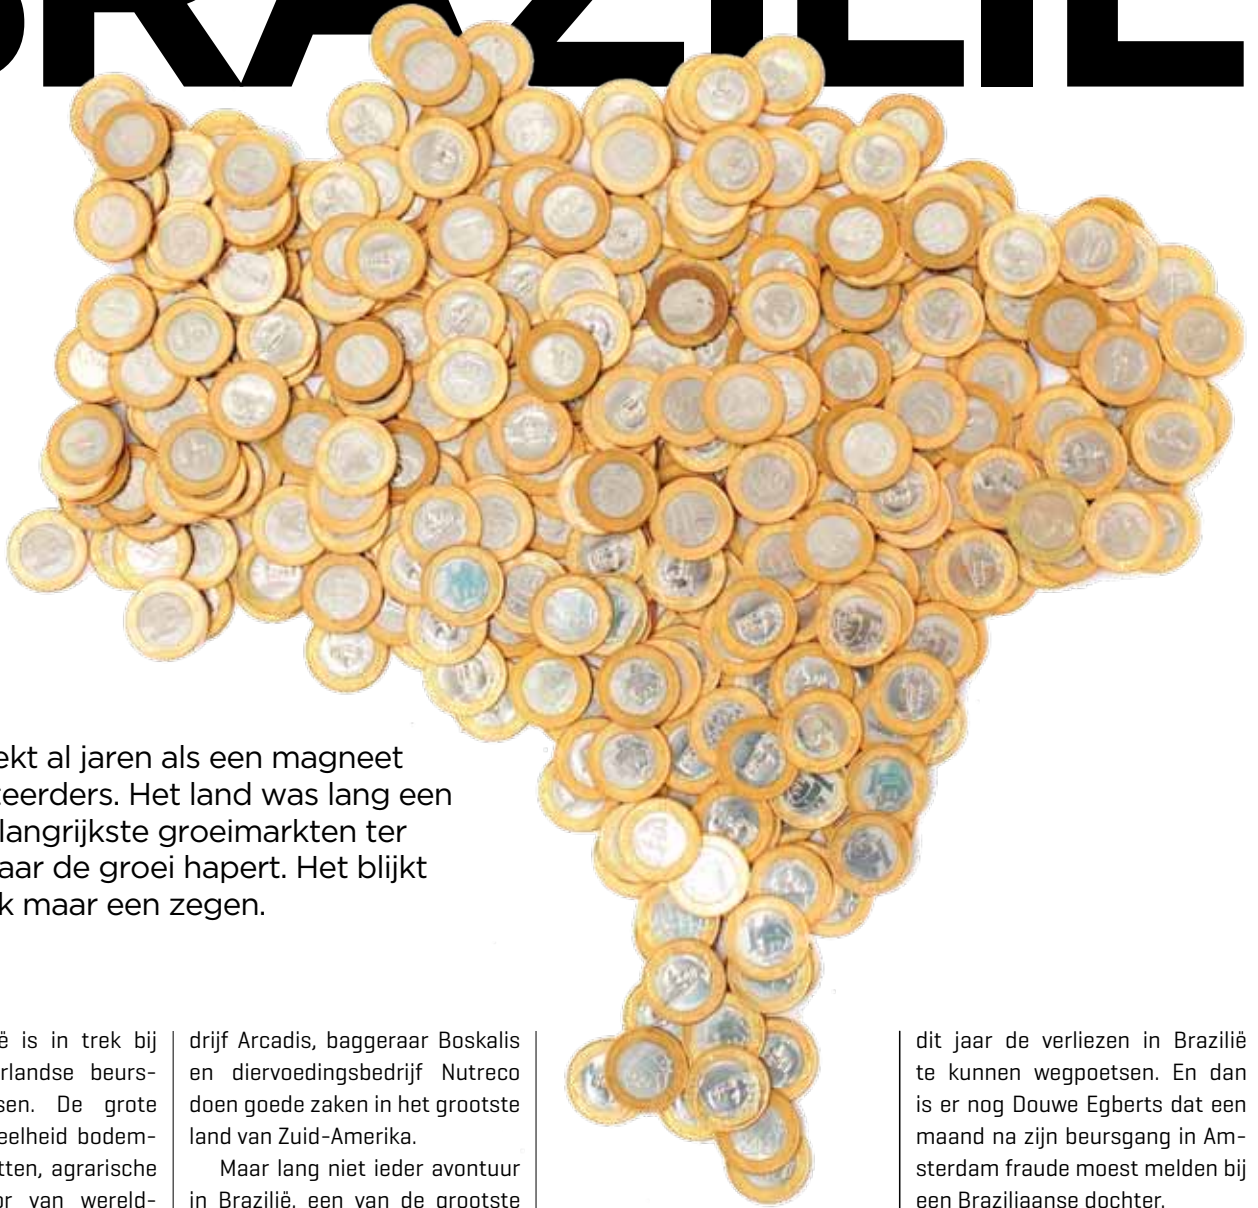 BRAZILIË
ekt al jaren als een magneet
teerders. Het land was lang een
langrijkste groeimarkten ter
aar de groei hapert. Het blijkt
k maar een zegen.
ë is in trek bij
rlandse beurs-
sen. De grote
eelheid bodem-
tten, agrarische
or van wereld-
drijf Arcadis, baggeraar Boskalis
en diervoedingsbedrijf Nutreco
doen goede zaken in het grootste
land van Zuid-Amerika.
Maar lang niet ieder avontuur
in Brazilië, een van de grootste
dit jaar de verliezen in Brazilië
te kunnen wegpoetsen. En dan
is er nog Douwe Egberts dat een
maand na zijn beursgang in Am-
sterdam fraude moest melden bij
een Braziliaanse dochter.